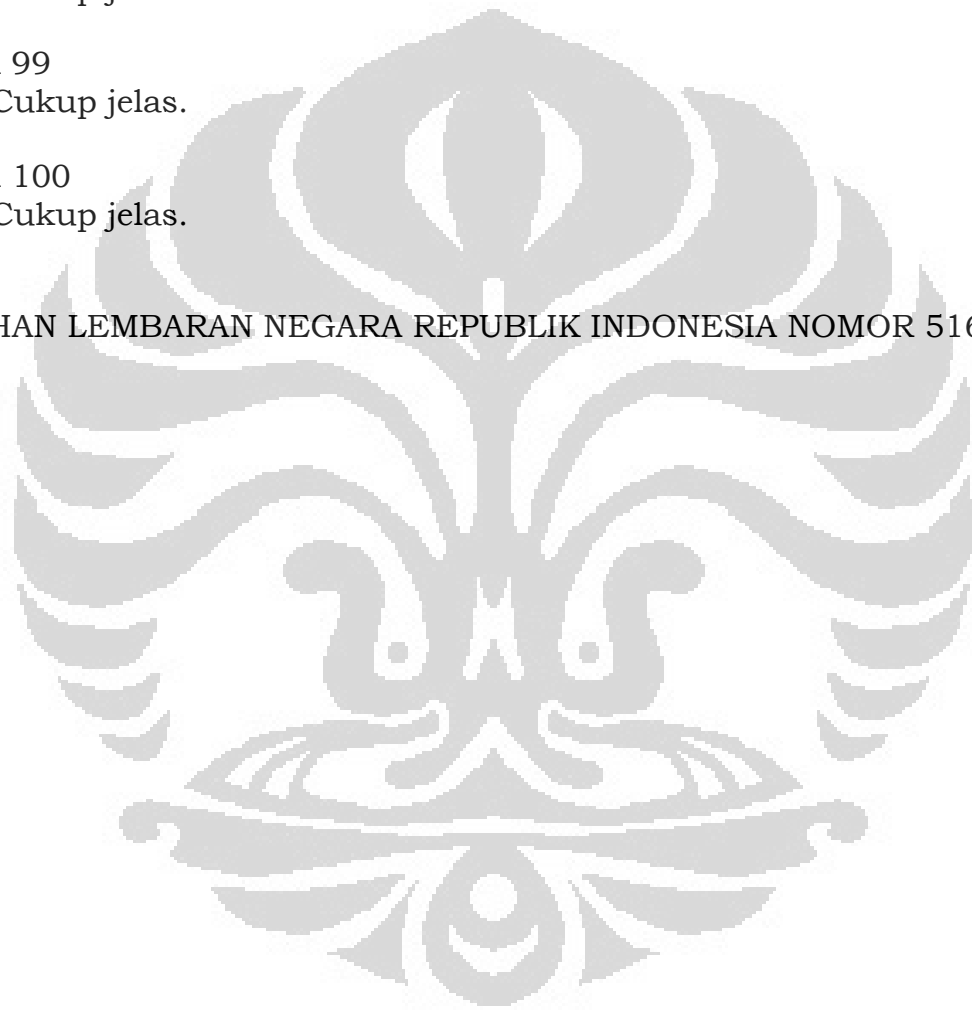 99
Cukup jelas.
100
Cukup jelas.
HAN LEMBARAN NEGARA REPUBLIK INDONESIA NOMOR 516